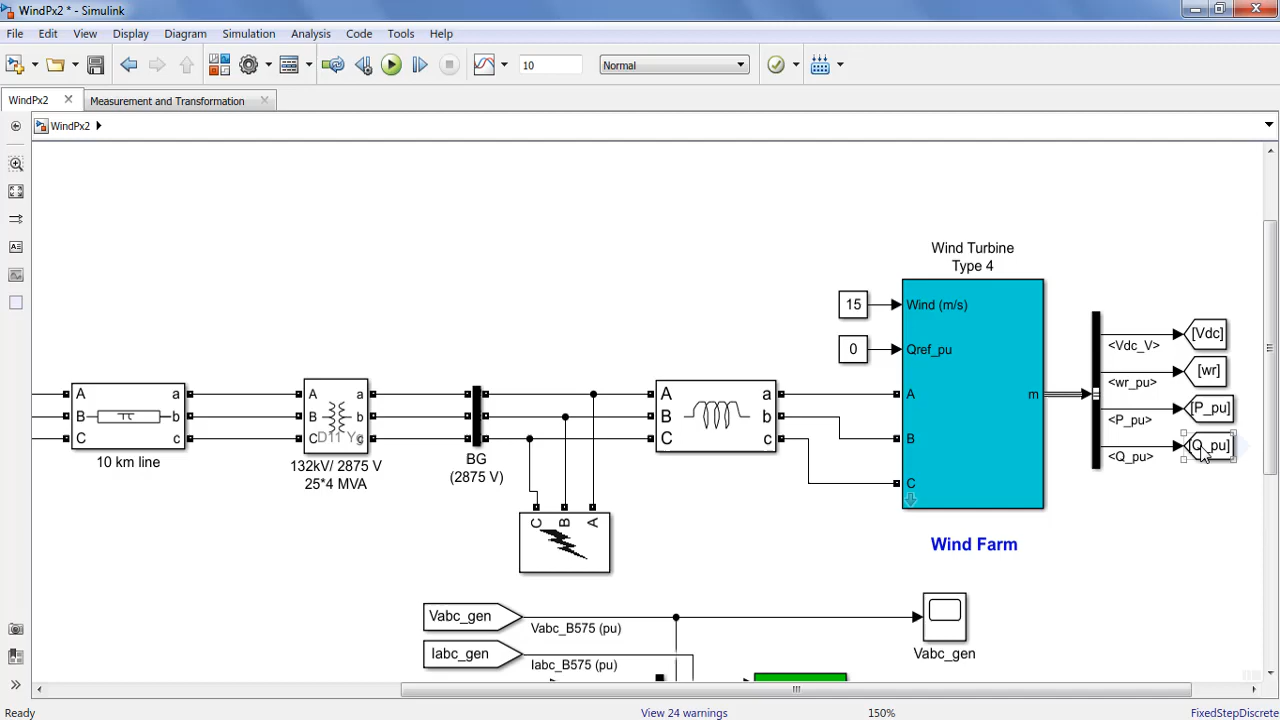 WindPx2 * - Simulink
File Edit View Display Diagram Simulation Analysis Code Tools Help
10 Normal
WindPx2 Measurement and Transformation
WindPx2
Wind Turbine
Type 4
15 Wind (m/s)
0 Qref_pu
[Vdc]
<Vdc_V>
[wr]
<wr_pu>
[P_pu]
<P_pu>
[Q_pu]
<Q_pu>
m
A a
B b
C c
10 km line
A a
B b
C c
D11 Yg
132kV/ 2875 V
25*4 MVA
BG
(2875 V)
A a
B b
C c
A
B
C
C B A
Wind Farm
Vabc_gen
Vabc_B575 (pu)
Iabc_gen
Iabc_B575 (pu)
Vabc_gen
Ready View 24 warnings 150% FixedStepDiscrete